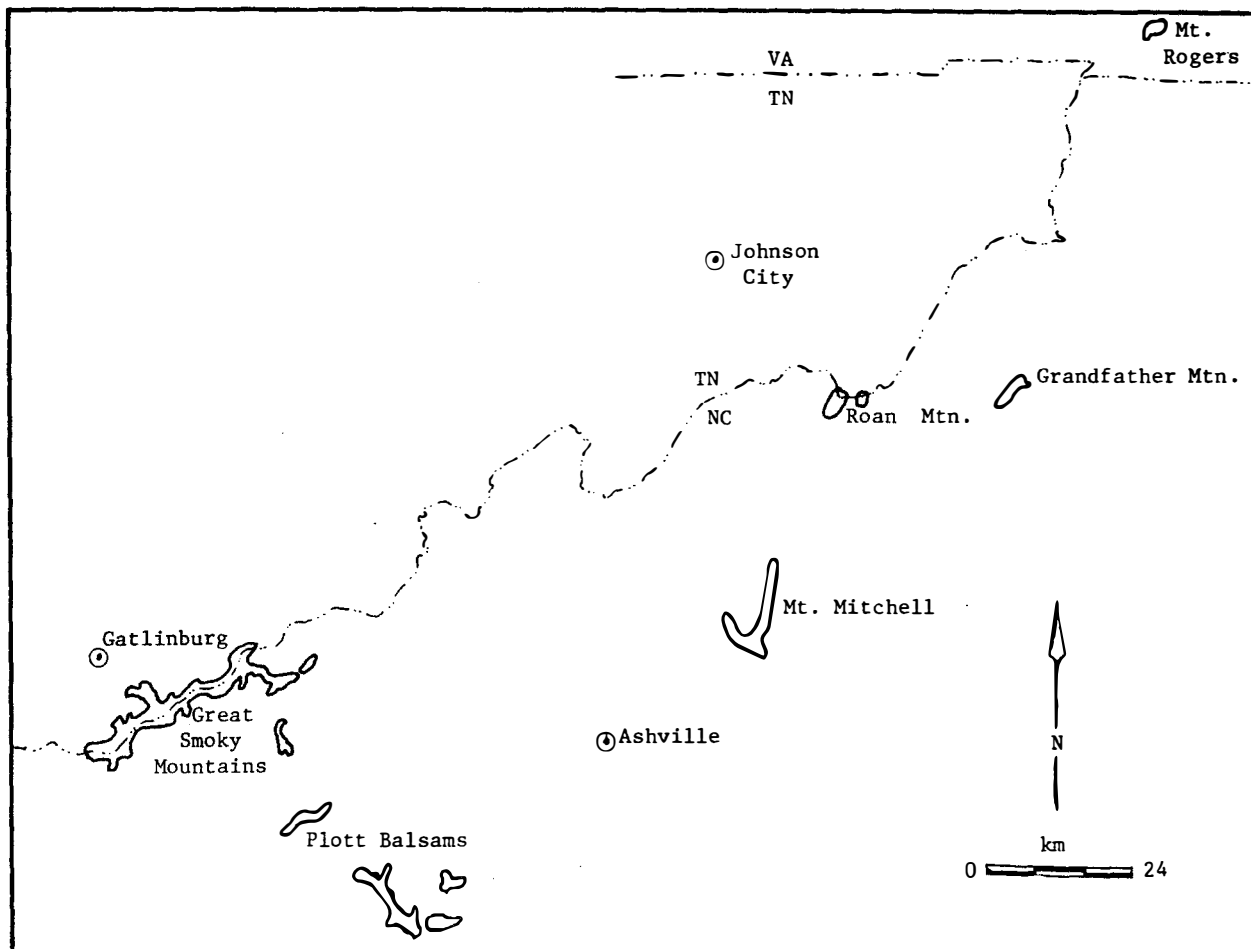 Mt.
Rogers
VA
TN
Johnson
City
Grandfather Mtn.
TN
NC
Roan Mtn.
Mt. Mitchell
Gatlinburg
Great
Smoky
Mountains
Ashville
N
Plott Balsams
km
0 24